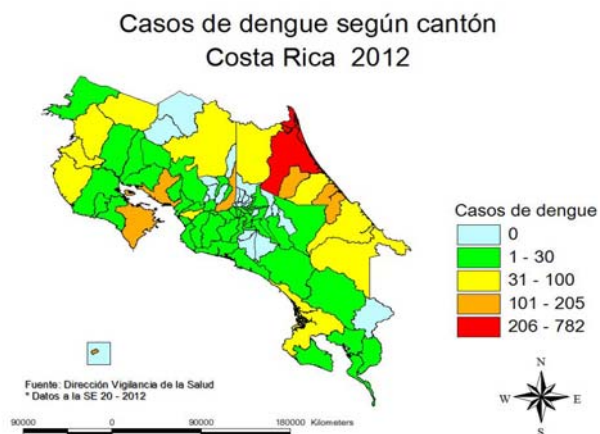 Casos de dengue según cantón
Costa Rica 2012
Casos de dengue
0
1 - 30
31 - 100
101 - 205
206 - 782
Fuente: Dirección Vigilancia de la Salud
* Datos a la SE 20 - 2012
N
W E
S
90000 0 90000 180000 Kilometers